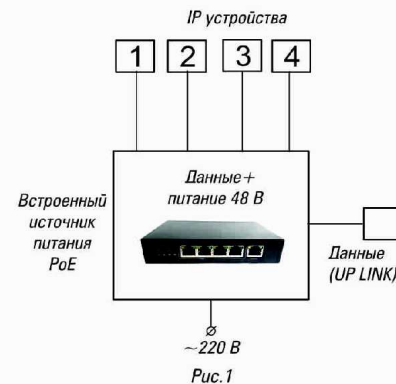 IP устройства
1 2 3 4
Данные+
питание 48 В
Встроенный
источник
питания
PoE
Данные
(UP LINK)
~220 В
Рис.1